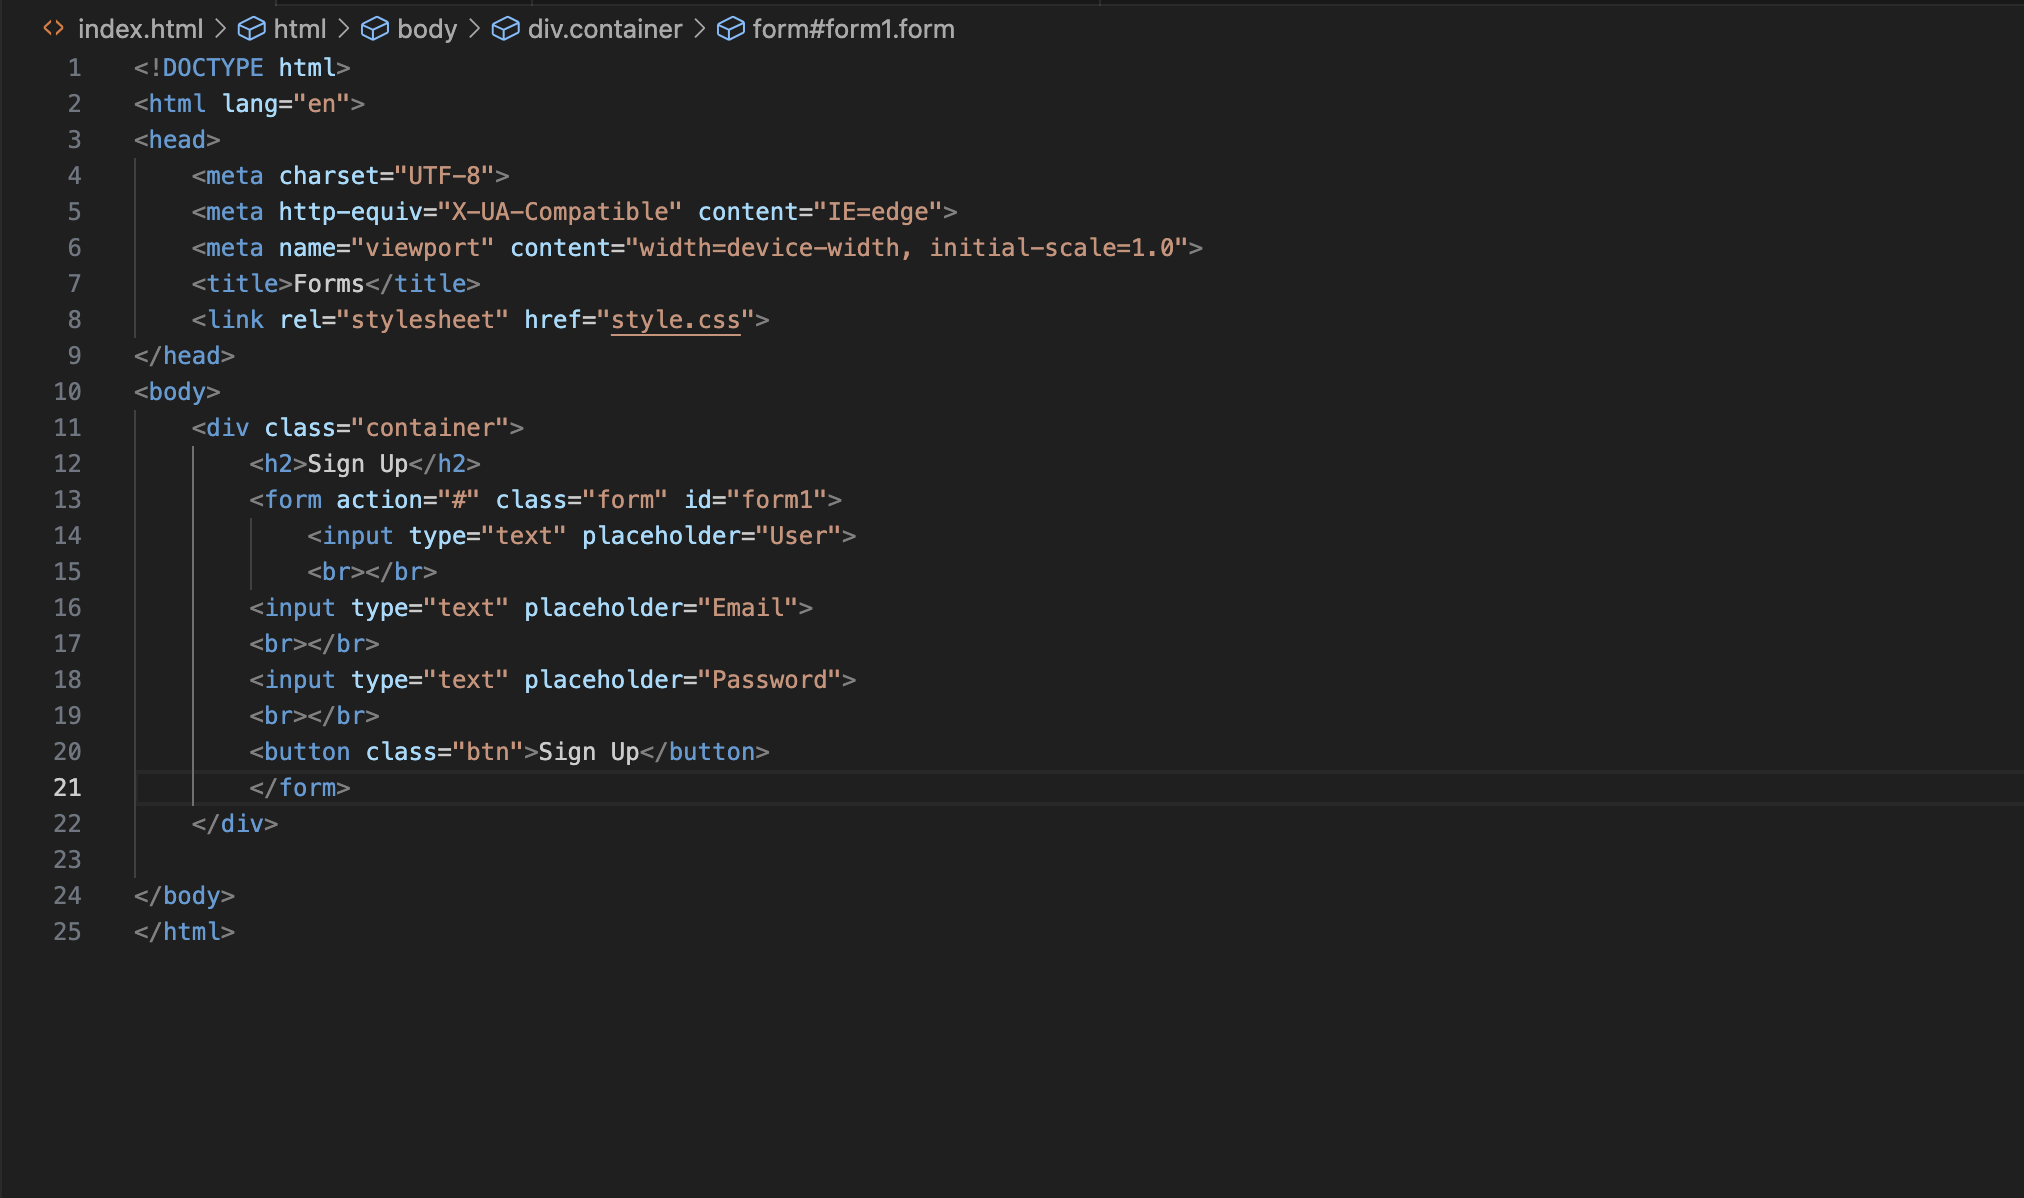 index.html > html > body > div.container > form#form1.form
1 <!DOCTYPE html>
2 <html lang="en">
3 <head>
4     <meta charset="UTF-8">
5     <meta http-equiv="X-UA-Compatible" content="IE=edge">
6     <meta name="viewport" content="width=device-width, initial-scale=1.0">
7     <title>Forms</title>
8     <link rel="stylesheet" href="style.css">
9 </head>
10 <body>
11     <div class="container">
12         <h2>Sign Up</h2>
13         <form action="#" class="form" id="form1">
14             <input type="text" placeholder="User">
15             <br></br>
16         <input type="text" placeholder="Email">
17         <br></br>
18         <input type="text" placeholder="Password">
19         <br></br>
20         <button class="btn">Sign Up</button>
21         </form>
22     </div>
23
24 </body>
25 </html>